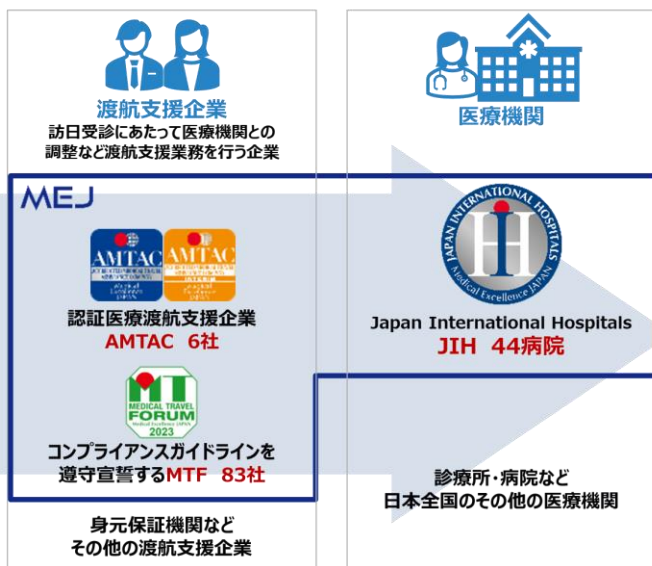 渡航支援企業
訪日受診にあたって医療機関との
調整など渡航支援業務を行う企業
医療機関
MEJ
AMTAC
AMTAC
認証医療渡航支援企業
AMTAC 6社
JAPAN INTERNATIONAL HOSPITALS
JIH
Medical Excellence JAPAN
Japan International Hospitals
JIH 44病院
MT
MEDICAL TRAVEL
FORUM
Medical Excellence JAPAN
2023
コンプライアンスガイドラインを
遵守宣誓するMTF 83社
診療所・病院など
日本全国のその他の医療機関
身元保証機関など
その他の渡航支援企業